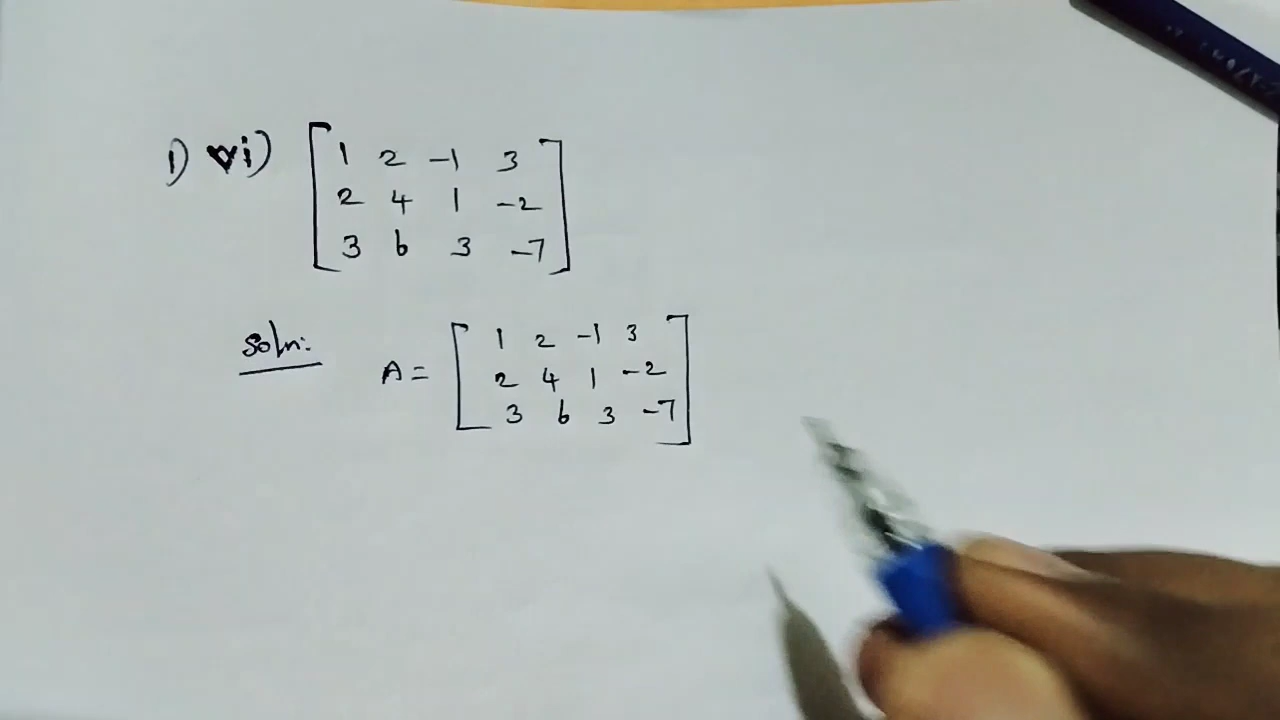 1) vi) [1 2 -1 3
2 4 1 -2
3 6 3 -7]
Soln:
A = [1 2 -1 3
2 4 1 -2
3 6 3 -7]